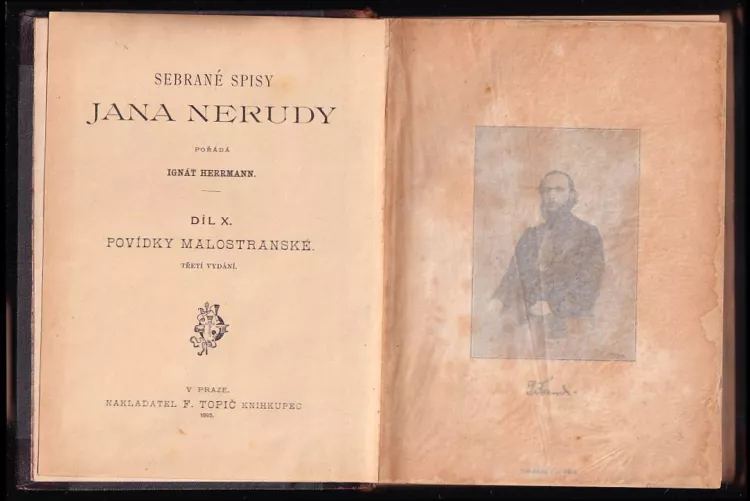 SEBRANÉ SPISY
JANA NERUDY
POŘÁDÁ
IGNÁT HERRMANN.
DÍL X.
POVÍDKY MALOSTRANSKÉ.
TŘETÍ VYDÁNÍ.
V PRAZE.
NAKLADATEL F. TOPIČ KNIHKUPEC